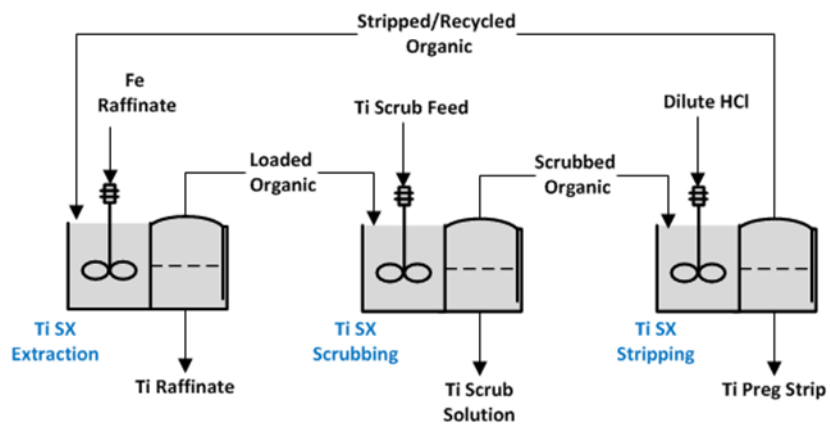 Stripped/Recycled
Organic
Fe
Raffinate
Ti Scrub Feed
Dilute HCl
Loaded
Organic
Scrubbed
Organic
Ti SX
Extraction
Ti SX
Scrubbing
Ti SX
Stripping
Ti Raffinate
Ti Scrub
Solution
Ti Preg Strip